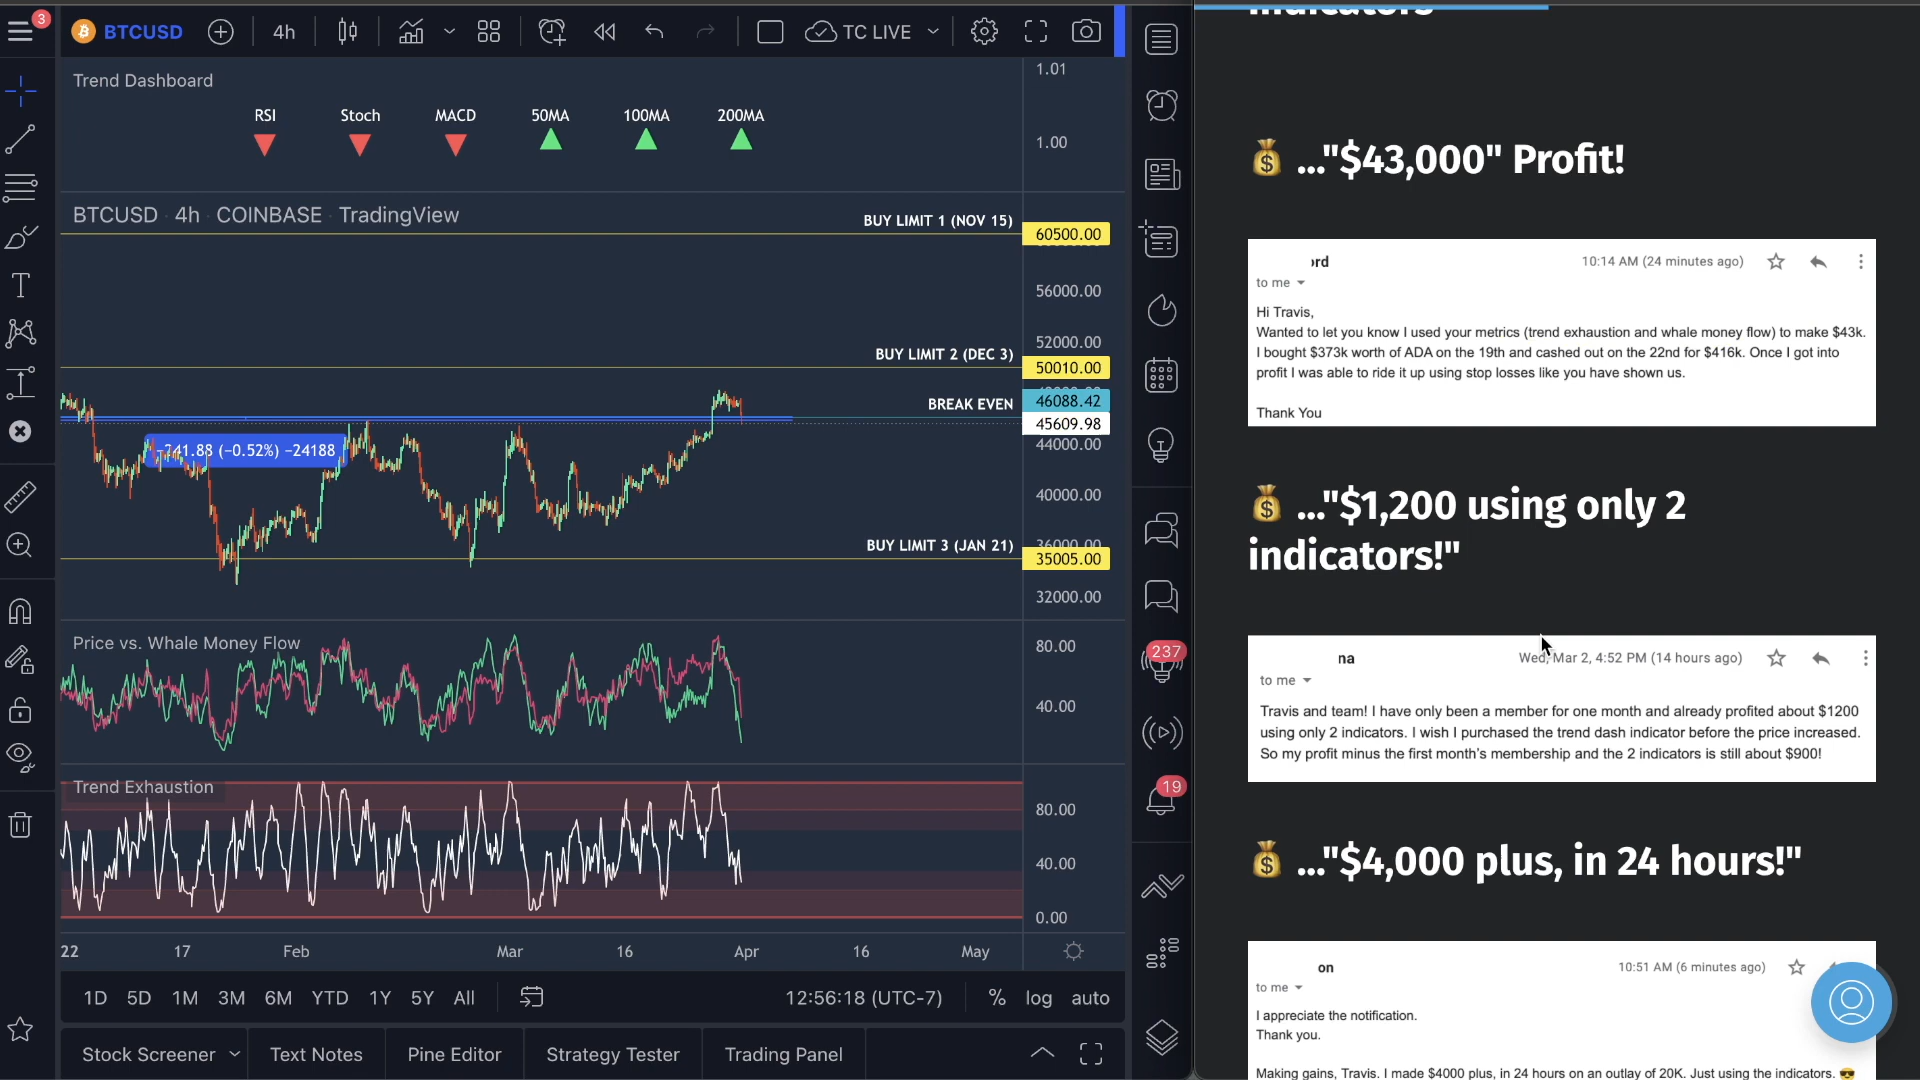 3
BTCUSD
4h
TC LIVE
Trend Dashboard
RSI
Stoch
MACD
50MA
100MA
200MA
1.01
1.00
BTCUSD · 4h · COINBASE · TradingView
BUY LIMIT 1 (NOV 15)
60500.00
56000.00
52000.00
BUY LIMIT 2 (DEC 3)
50010.00
BREAK EVEN
46088.42
45609.98
44000.00
−241.88 (−0.52%) −24188
40000.00
BUY LIMIT 3 (JAN 21)
36000.00
35005.00
32000.00
Price vs. Whale Money Flow
80.00
40.00
Trend Exhaustion
80.00
40.00
0.00
22
17
Feb
Mar
16
Apr
16
May
1D
5D
1M
3M
6M
YTD
1Y
5Y
All
12:56:18 (UTC-7)
%
log
auto
Stock Screener
Text Notes
Pine Editor
Strategy Tester
Trading Panel
237
19
indicators
💰 ..."$43,000" Profit!
ord
10:14 AM (24 minutes ago)
to me
Hi Travis,
Wanted to let you know I used your metrics (trend exhaustion and whale money flow) to make $43k.
I bought $373k worth of ADA on the 19th and cashed out on the 22nd for $416k. Once I got into
profit I was able to ride it up using stop losses like you have shown us.
Thank You
💰 ..."$1,200 using only 2
indicators!"
na
Wed, Mar 2, 4:52 PM (14 hours ago)
to me
Travis and team! I have only been a member for one month and already profited about $1200
using only 2 indicators. I wish I purchased the trend dash indicator before the price increased.
So my profit minus the first month's membership and the 2 indicators is still about $900!
💰 ..."$4,000 plus, in 24 hours!"
on
10:51 AM (6 minutes ago)
to me
I appreciate the notification.
Thank you.
Making gains, Travis. I made $4000 plus, in 24 hours on an outlay of 20K. Just using the indicators. 😎